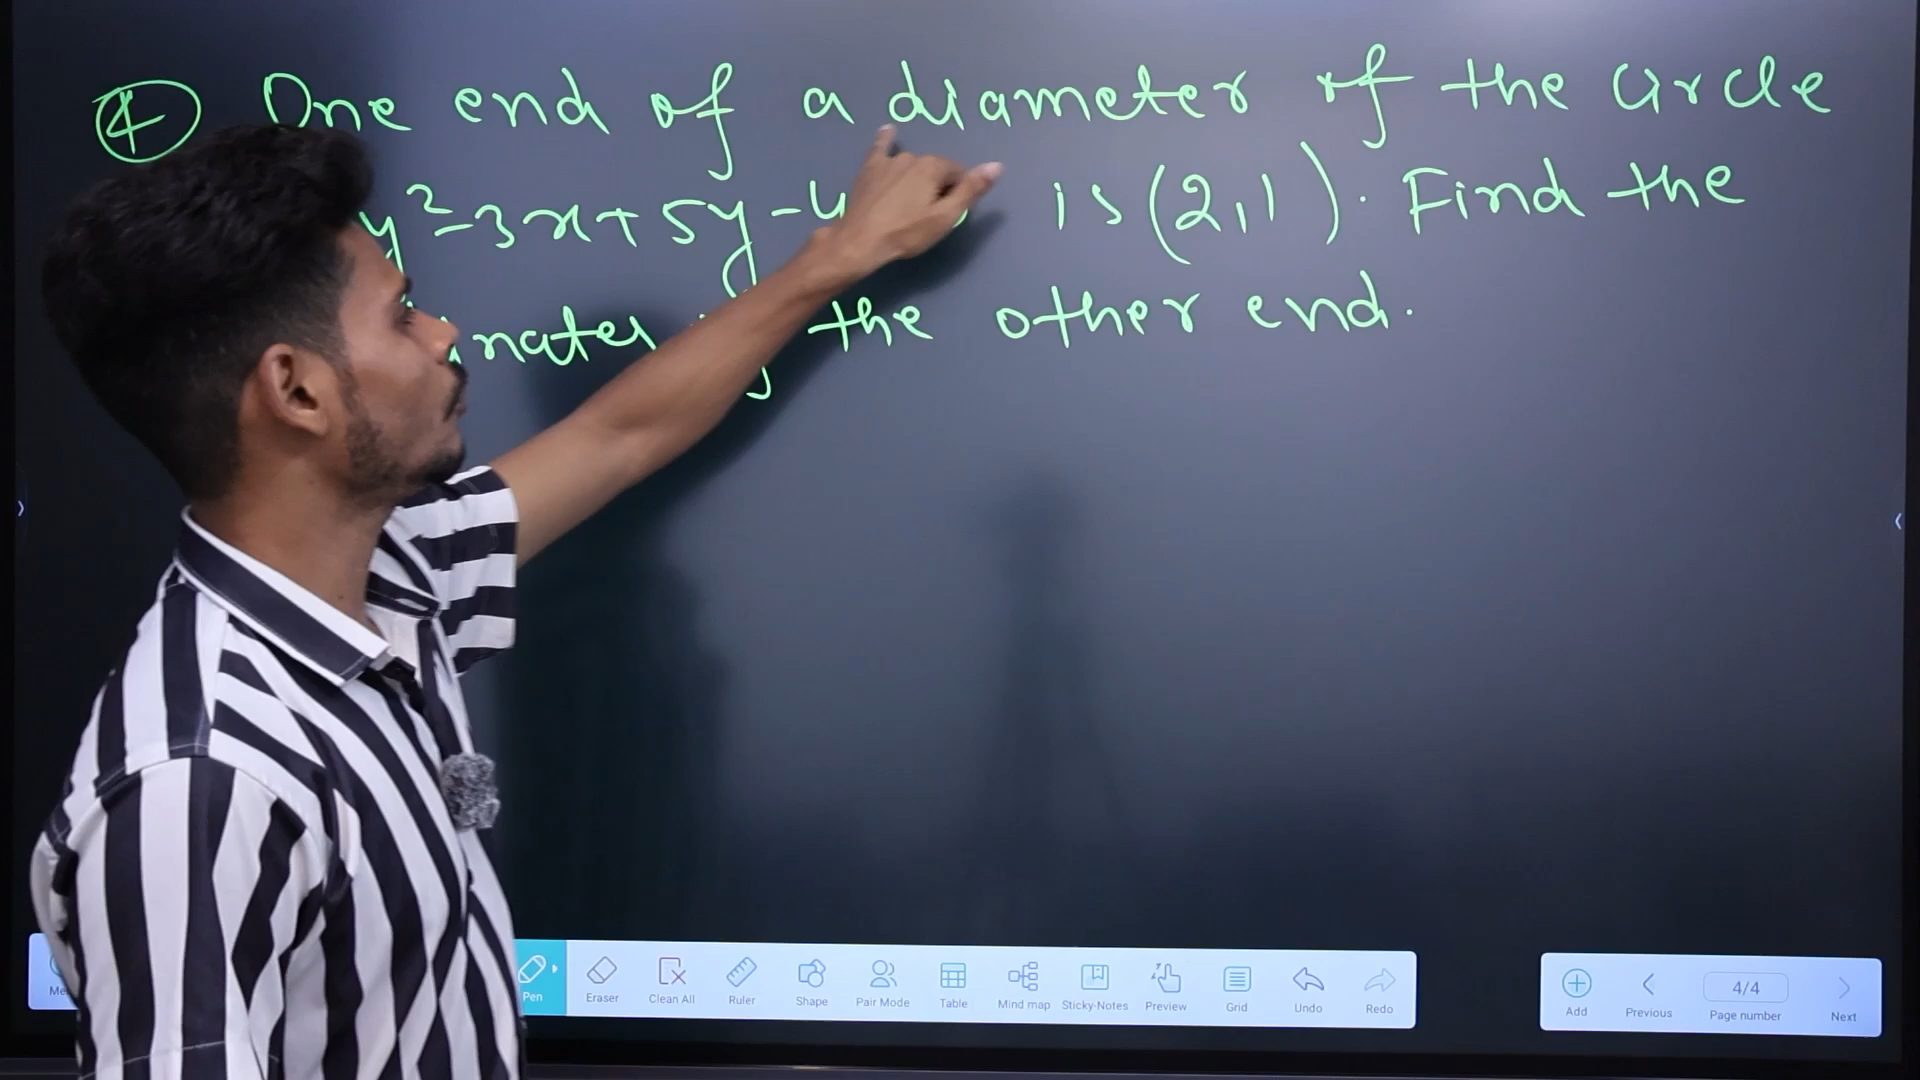 ④ One end of a diameter of the circle
y²-3x+5y-4 is (2,1). Find the
the other end.
Pen Eraser Clean All Ruler Shape Pair Mode Table Mind map Sticky-Notes Preview Grid Undo Redo
Add Previous 4/4 Page number Next